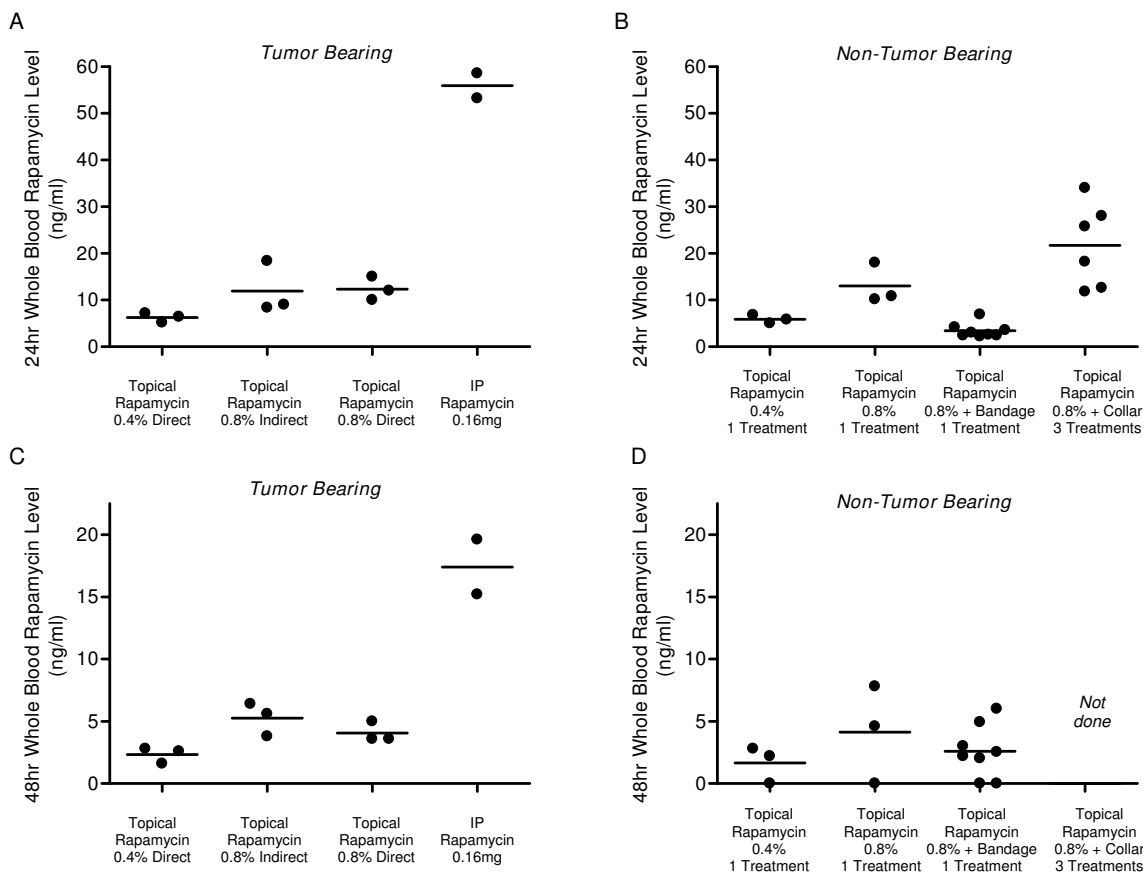 A
Tumor Bearing
24hr Whole Blood Rapamycin Level
(ng/ml)
60
50
40
30
20
10
0
Topical
Rapamycin
0.4% Direct
Topical
Rapamycin
0.8% Indirect
Topical
Rapamycin
0.8% Direct
IP
Rapamycin
0.16mg
B
Non-Tumor Bearing
24hr Whole Blood Rapamycin Level
(ng/ml)
60
50
40
30
20
10
0
Topical
Rapamycin
0.4%
1 Treatment
Topical
Rapamycin
0.8%
1 Treatment
Topical
Rapamycin
0.8% + Bandage
1 Treatment
Topical
Rapamycin
0.8% + Collar
3 Treatments
C
Tumor Bearing
48hr Whole Blood Rapamycin Level
(ng/ml)
20
15
10
5
0
Topical
Rapamycin
0.4% Direct
Topical
Rapamycin
0.8% Indirect
Topical
Rapamycin
0.8% Direct
IP
Rapamycin
0.16mg
D
Non-Tumor Bearing
48hr Whole Blood Rapamycin Level
(ng/ml)
20
15
10
5
0
Not
done
Topical
Rapamycin
0.4%
1 Treatment
Topical
Rapamycin
0.8%
1 Treatment
Topical
Rapamycin
0.8% + Bandage
1 Treatment
Topical
Rapamycin
0.8% + Collar
3 Treatments